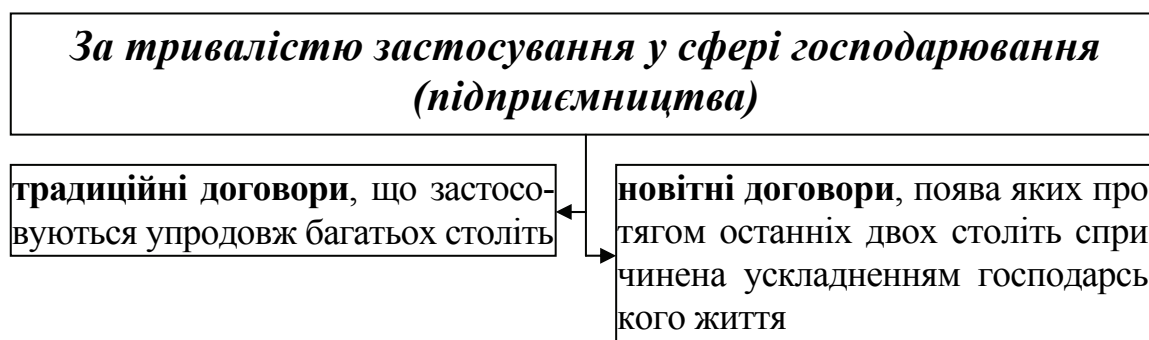 За тривалістю застосування у сфері господарювання
(підприємництва)
традиційні договори, що застосо-
вуються упродовж багатьох століть
новітні договори, поява яких про
тягом останніх двох століть спри
чинена ускладненням господарсь
кого життя